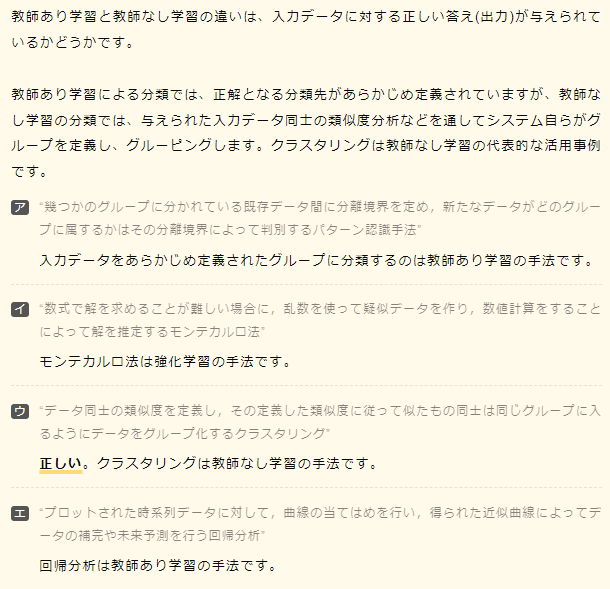 教師あり学習と教師なし学習の違いは、入力データに対する正しい答え(出力)が与えられて
いるかどうかです。
教師あり学習による分類では、正解となる分類先があらかじめ定義されていますが、教師な
し学習の分類では、与えられた入力データ同士の類似度分析などを通してシステム自らがグ
ループを定義し、グルーピングします。クラスタリングは教師なし学習の代表的な活用事例
です。
ア “幾つかのグループに分かれている既存データ間に分離境界を定め，新たなデータがどのグルー
プに属するかはその分離境界によって判別するパターン認識手法”
入力データをあらかじめ定義されたグループに分類するのは教師あり学習の手法です。
イ “数式で解を求めることが難しい場合に，乱数を使って疑似データを作り，数値計算をすること
によって解を推定するモンテカルロ法”
モンテカルロ法は強化学習の手法です。
ウ “データ同士の類似度を定義し，その定義した類似度に従って似たもの同士は同じグループに入
るようにデータをグループ化するクラスタリング”
正しい。クラスタリングは教師なし学習の手法です。
エ “プロットされた時系列データに対して，曲線の当てはめを行い，得られた近似曲線によってデ
ータの補完や未来予測を行う回帰分析”
回帰分析は教師あり学習の手法です。